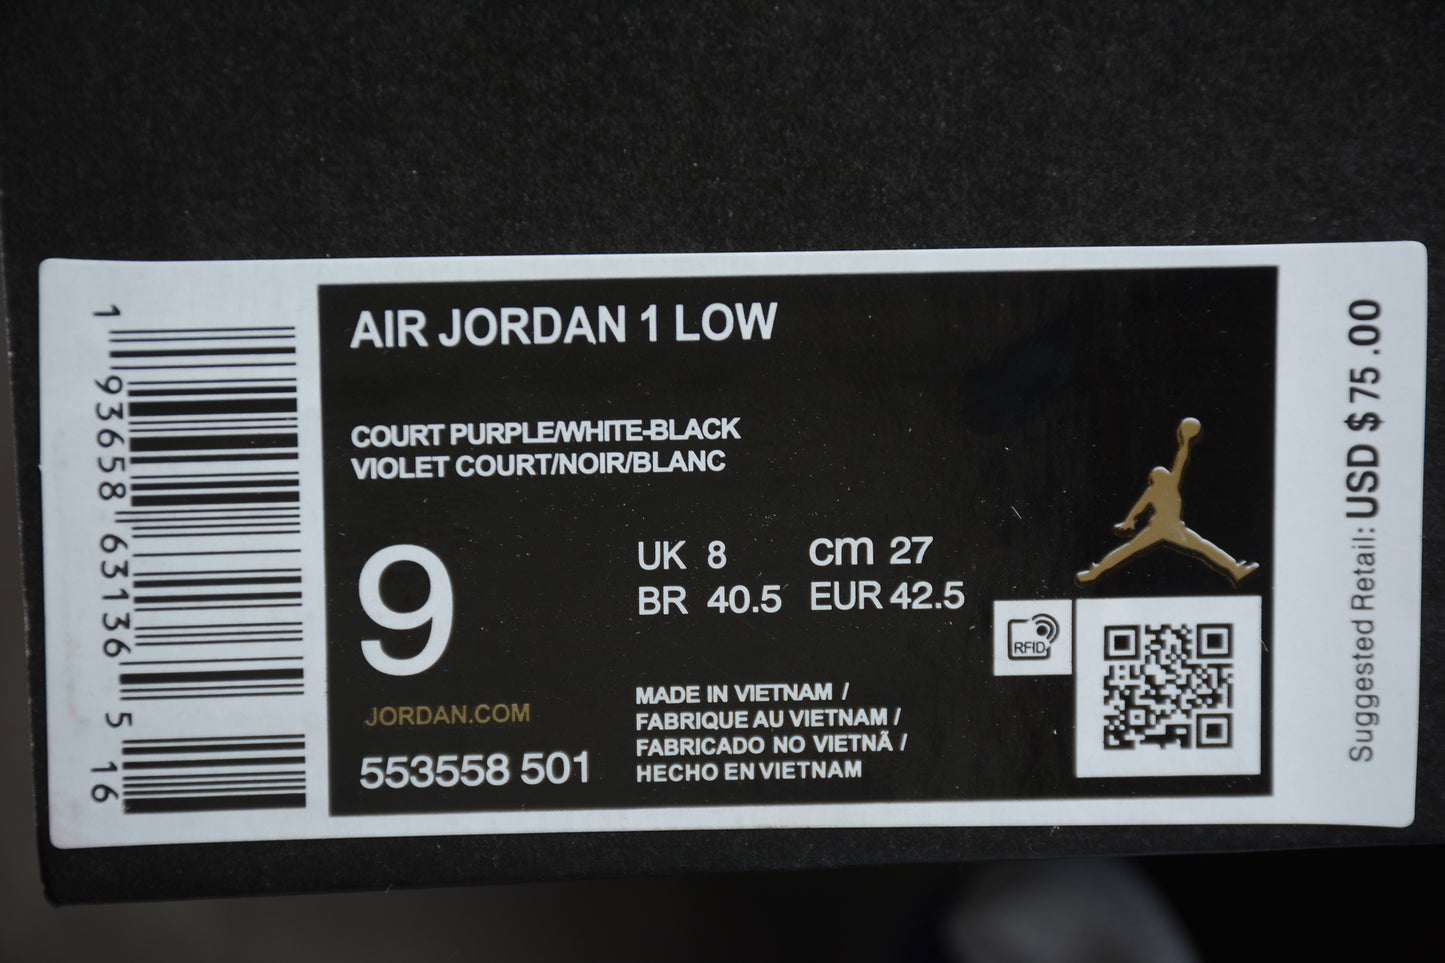 1 93658 63136 5 16
AIR JORDAN 1 LOW
COURT PURPLE/WHITE-BLACK
VIOLET COURT/NOIR/BLANC
9
UK 8 cm 27
BR 40.5 EUR 42.5
RFID
JORDAN.COM
553558 501
MADE IN VIETNAM /
FABRIQUE AU VIETNAM /
FABRICADO NO VIETNÃ /
HECHO EN VIETNAM
Suggested Retail: USD $ 75.00